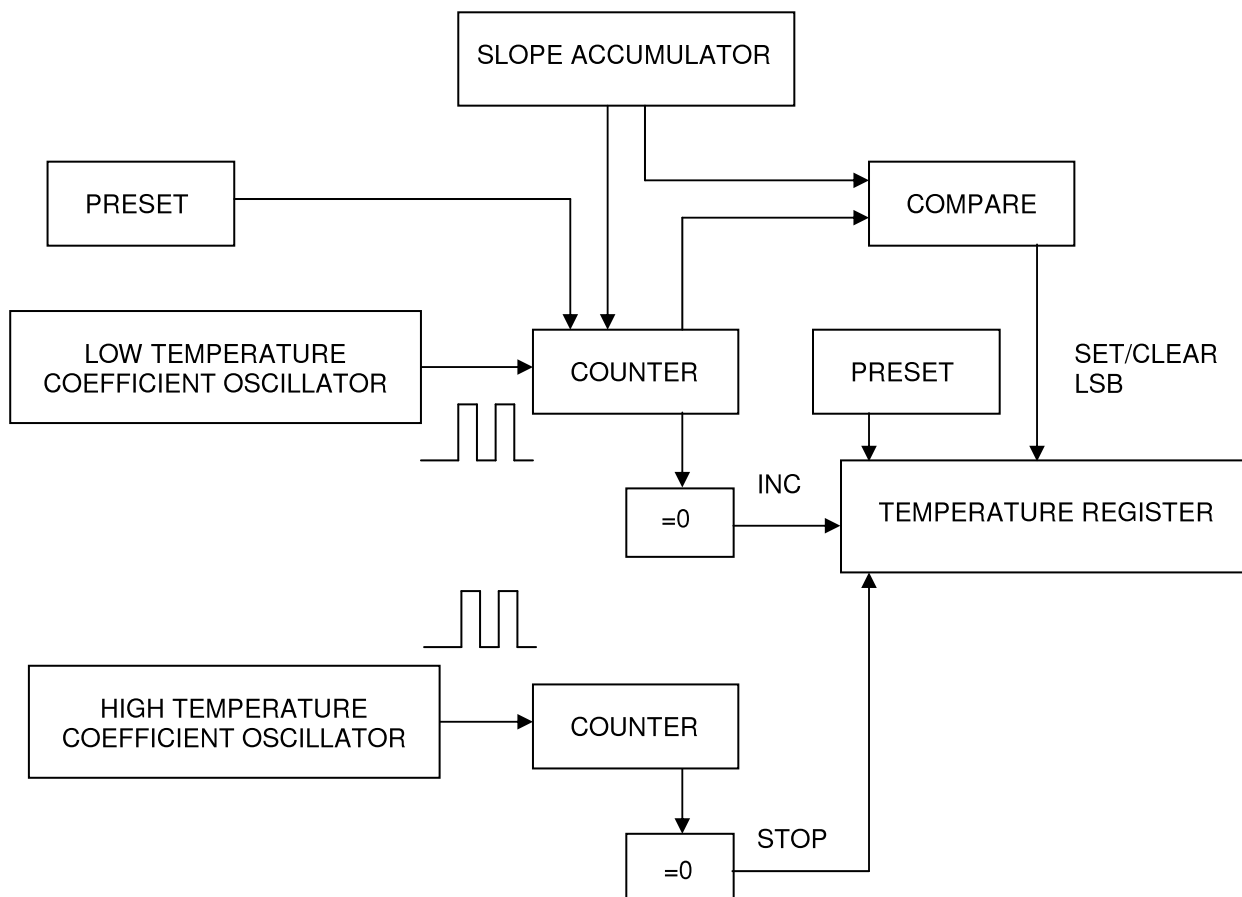 SLOPE ACCUMULATOR
PRESET
COMPARE
LOW TEMPERATURE
COEFFICIENT OSCILLATOR
COUNTER
PRESET
SET/CLEAR
LSB
=0
INC
TEMPERATURE REGISTER
HIGH TEMPERATURE
COEFFICIENT OSCILLATOR
COUNTER
=0
STOP